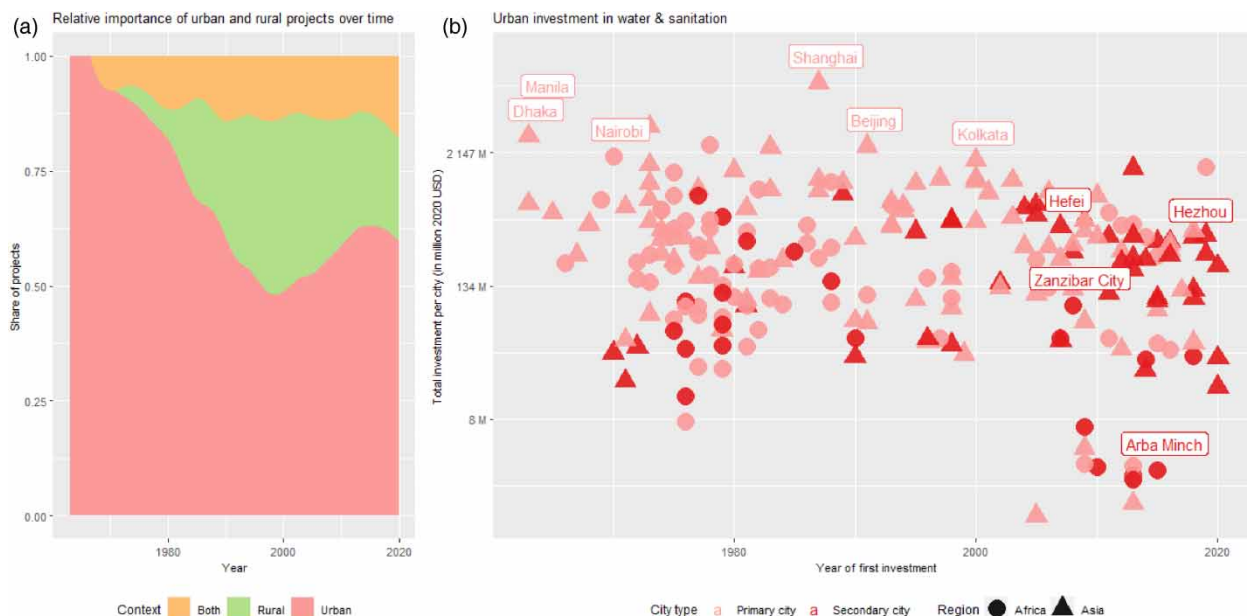 (a)
Relative importance of urban and rural projects over time
1.00
0.75
0.50
0.25
0.00
Share of projects
1980
2000
2020
Year
Context Both Rural Urban
(b)
Urban investment in water & sanitation
Shanghai
Manila
Dhaka
Nairobi
Beijing
Kolkata
Hefei
Hezhou
Zanzibar City
Arba Minch
2 147 M
134 M
8 M
Total investment per city (in million 2020 USD)
1980
2000
2020
Year of first investment
City type a Primary city a Secondary city Region Africa Asia